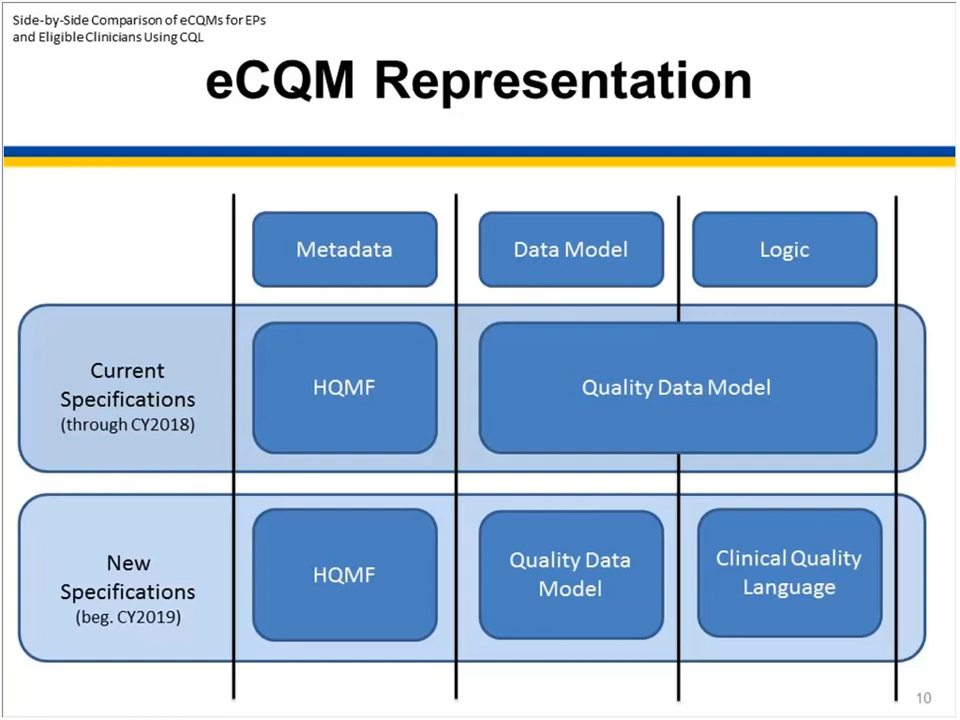 Side-by-Side Comparison of eCQMs for EPs
and Eligible Clinicians Using CQL
eCQM Representation
Metadata
Data Model
Logic
Current
Specifications
(through CY2018)
HQMF
Quality Data Model
New
Specifications
(beg. CY2019)
HQMF
Quality Data
Model
Clinical Quality
Language
10